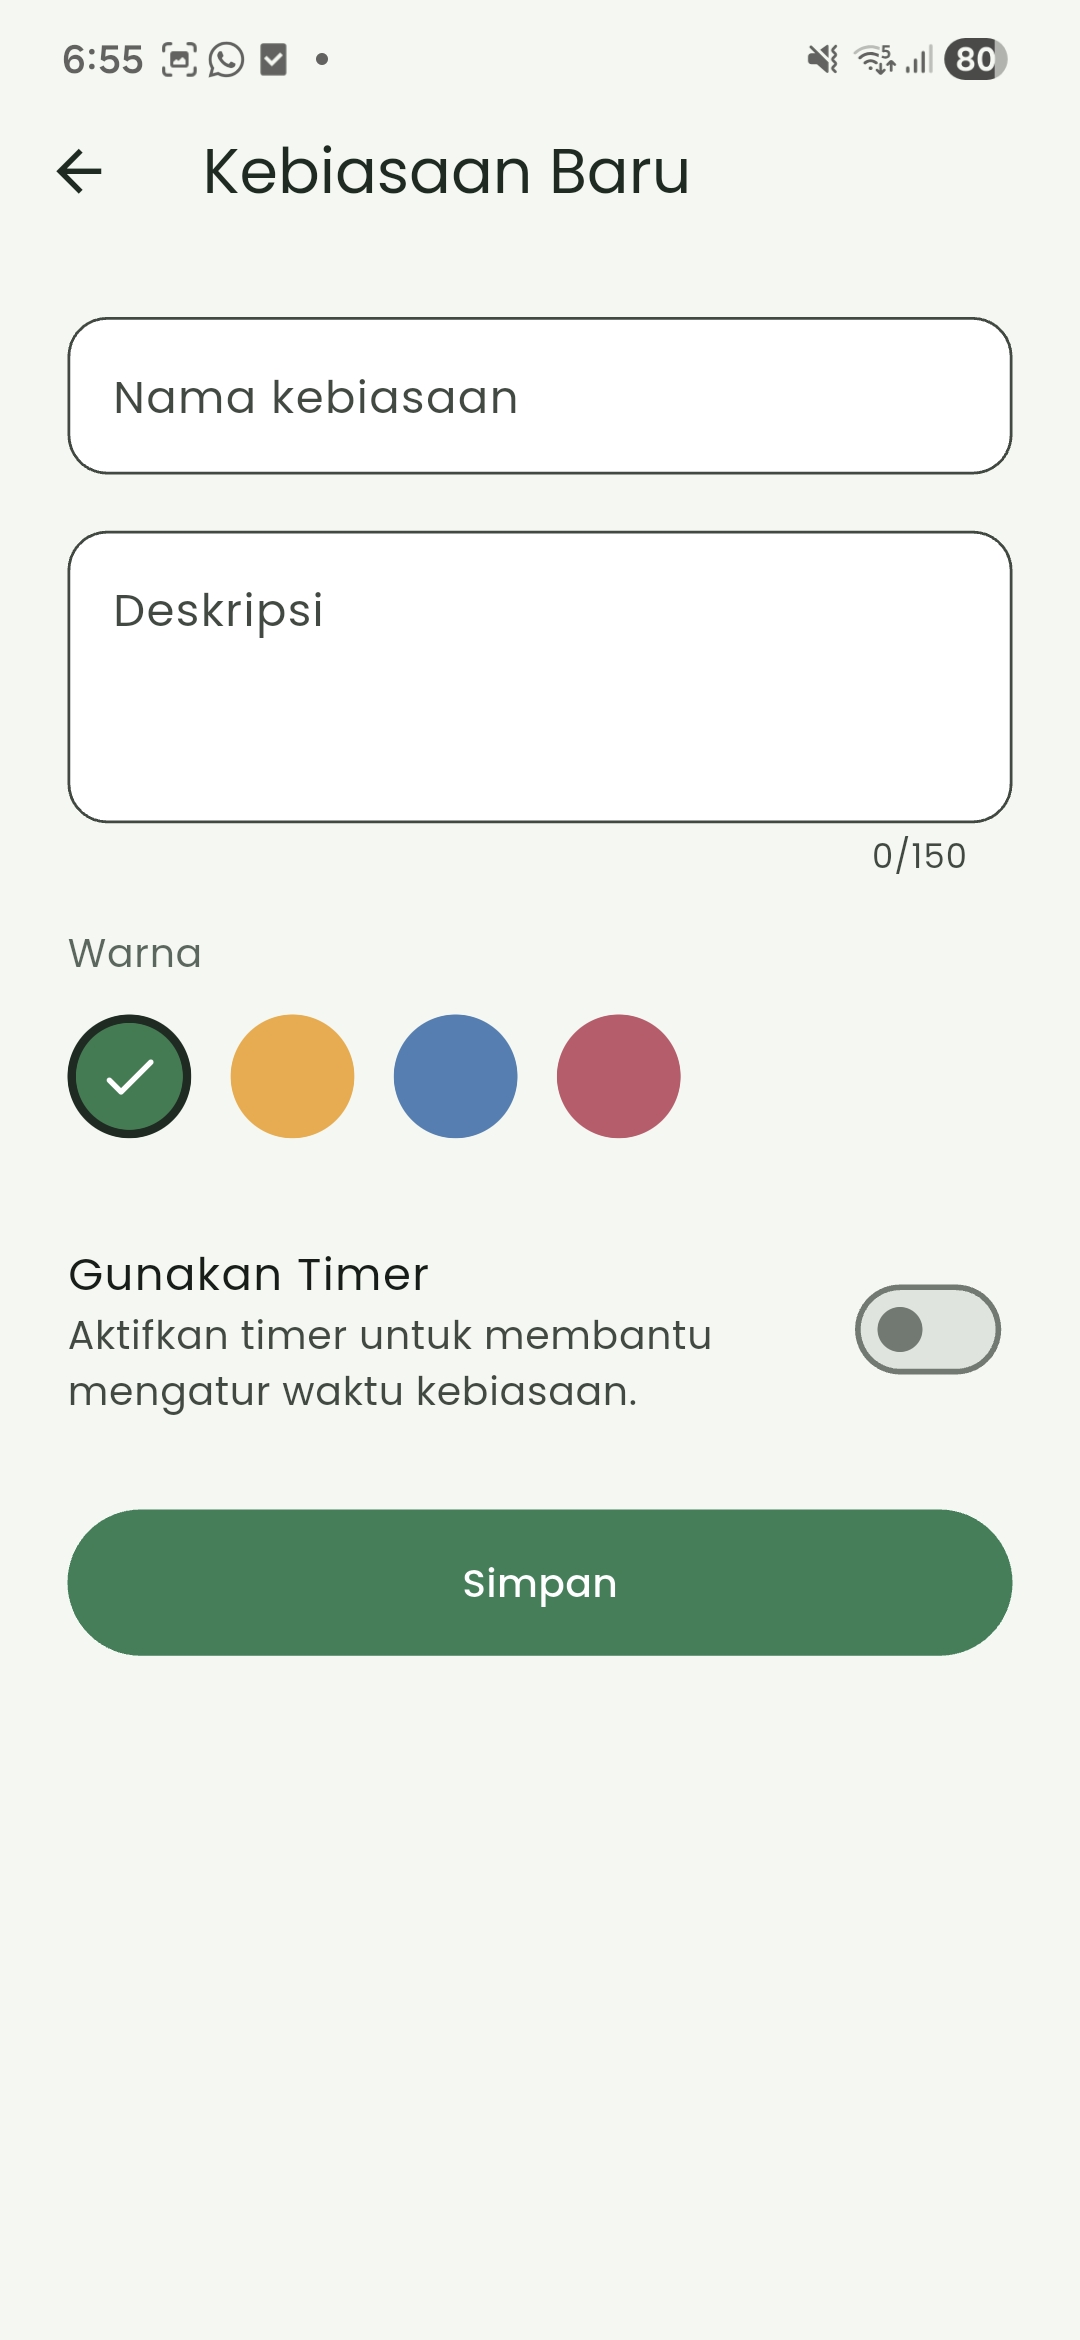 6:55
5
80
Kebiasaan Baru
Nama kebiasaan
Deskripsi
0/150
Warna
Gunakan Timer
Aktifkan timer untuk membantu
mengatur waktu kebiasaan.
Simpan